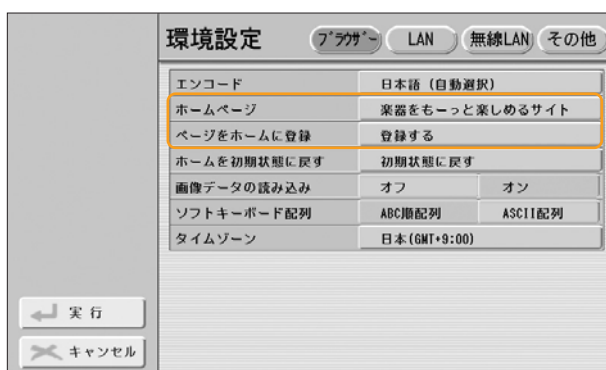 環境設定 ブラウザー LAN 無線LAN その他
エンコード 日本語 (自動選択)
ホームページ 楽器をもーっと楽しめるサイト
ページをホームに登録 登録する
ホームを初期状態に戻す 初期状態に戻す
画像データの読み込み オフ オン
ソフトキーボード配列 ABC順配列 ASCII配列
タイムゾーン 日本(GMT+9:00)
実行
キャンセル